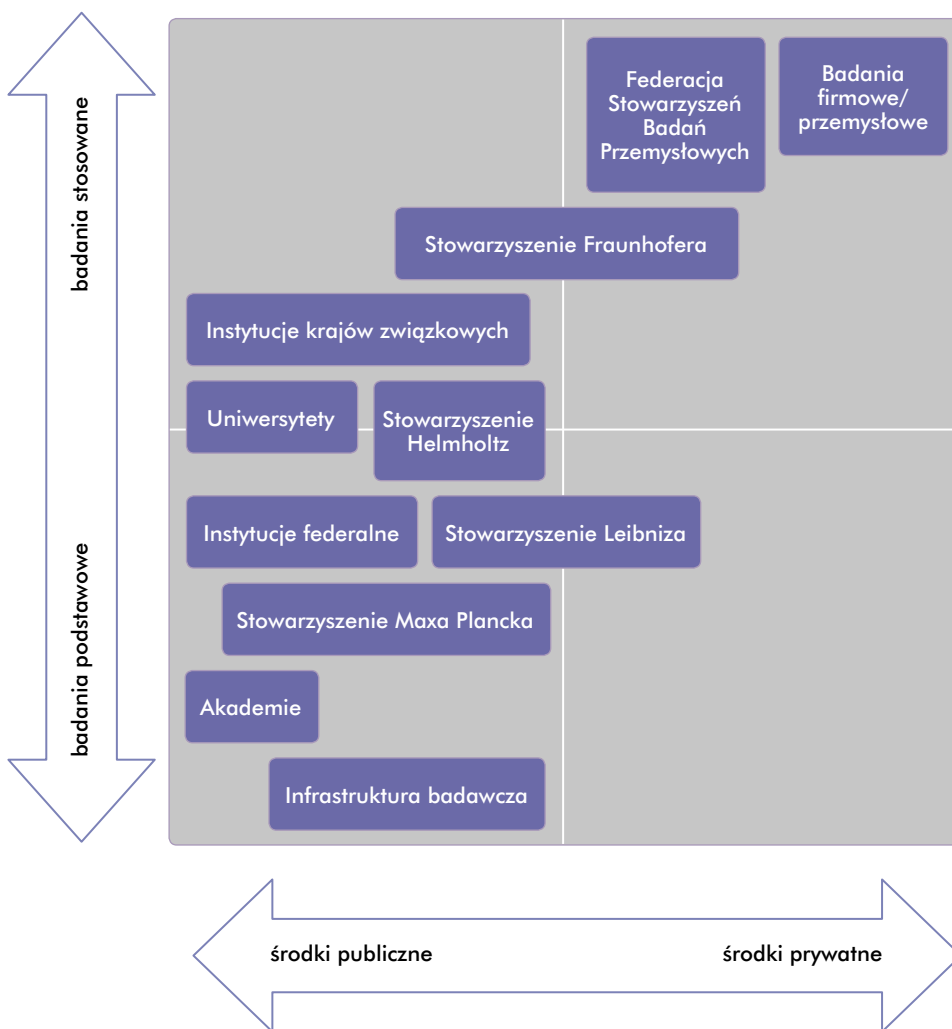 badania stosowane
badania podstawowe
Federacja
Stowarzyszeń
Badań
Przemysłowych
Badania
firmowe/
przemysłowe
Stowarzyszenie Fraunhofera
Instytucje krajów związkowych
Uniwersytety
Stowarzyszenie
Helmholtz
Instytucje federalne
Stowarzyszenie Leibniza
Stowarzyszenie Maxa Plancka
Akademie
Infrastruktura badawcza
środki publiczne
środki prywatne